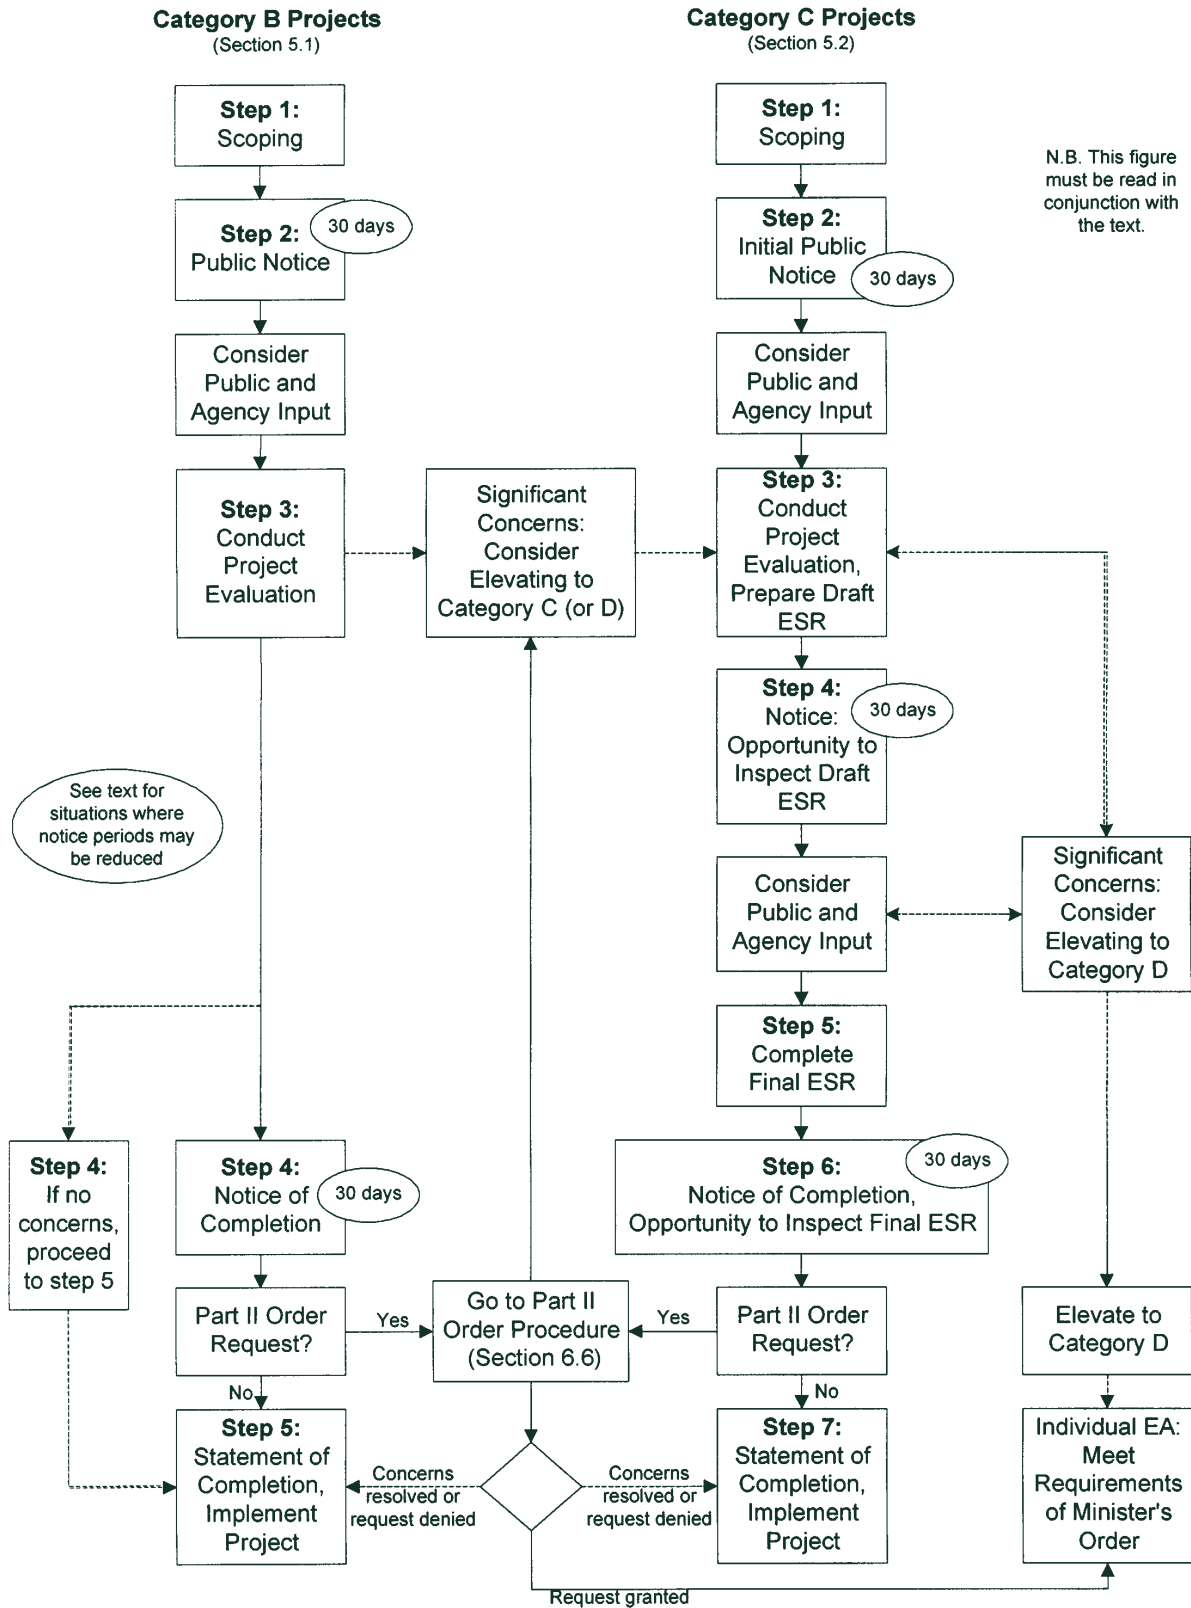 Category B Projects
(Section 5.1)
Category C Projects
(Section 5.2)
N.B. This figure
must be read in
conjunction with
the text.
Step 1:
Scoping
Step 2:
Public Notice
30 days
Consider
Public and
Agency Input
Step 3:
Conduct
Project
Evaluation
Significant
Concerns:
Consider
Elevating to
Category C (or D)
See text for
situations where
notice periods may
be reduced
Step 4:
If no
concerns,
proceed
to step 5
Step 4:
Notice of
Completion
30 days
Part II Order
Request?
Yes
No
Go to Part II
Order Procedure
(Section 6.6)
Step 5:
Statement of
Completion,
Implement
Project
Concerns
resolved or
request denied
Step 1:
Scoping
Step 2:
Initial Public
Notice
30 days
Consider
Public and
Agency Input
Step 3:
Conduct
Project
Evaluation,
Prepare Draft
ESR
Step 4:
Notice:
Opportunity to
Inspect Draft
ESR
30 days
Consider
Public and
Agency Input
Significant
Concerns:
Consider
Elevating to
Category D
Step 5:
Complete
Final ESR
Step 6:
Notice of Completion,
Opportunity to Inspect Final ESR
30 days
Part II Order
Request?
Yes
No
Step 7:
Statement of
Completion,
Implement
Project
Concerns
resolved or
request denied
Elevate to
Category D
Individual EA:
Meet
Requirements
of Minister's
Order
Request granted